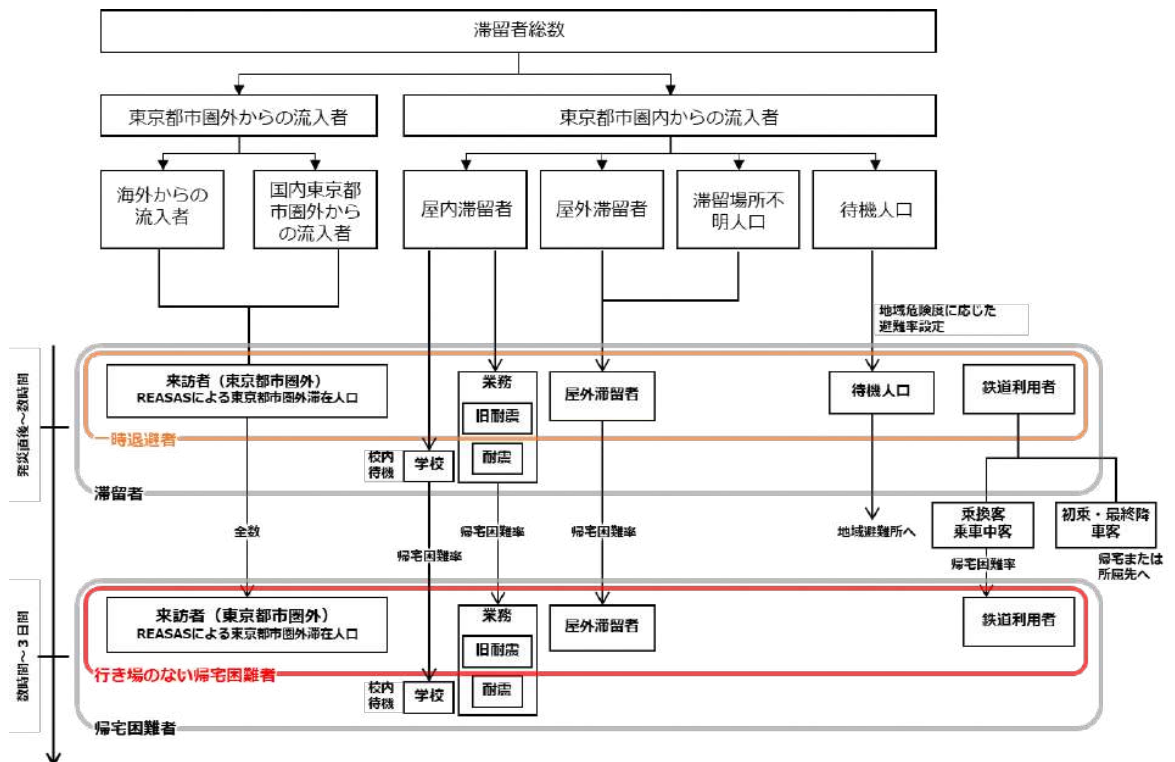 滞留者総数
東京都市圏外からの流入者
東京都市圏内からの流入者
海外からの
流入者
国内東京都
市圏外から
の流入者
屋内滞留者
屋外滞留者
滞留場所不
明人口
待機人口
地域危険度に応じた
避難率設定
発災直後~数時間
来訪者（東京都市圏外）
REASASによる東京都市圏外滞在人口
業務
旧耐震
耐震
屋外滞留者
待機人口
鉄道利用者
一時退避者
校内
待機
学校
滞留者
全数
帰宅困難率
帰宅困難率
帰宅困難率
地域避難所へ
乗換客
乗車中客
初乗・最終降
車客
帰宅困難率
帰宅または
所属先へ
数時間~3日間
来訪者（東京都市圏外）
REASASによる東京都市圏外滞在人口
業務
旧耐震
耐震
屋外滞留者
鉄道利用者
行き場のない帰宅困難者
校内
待機
学校
帰宅困難者